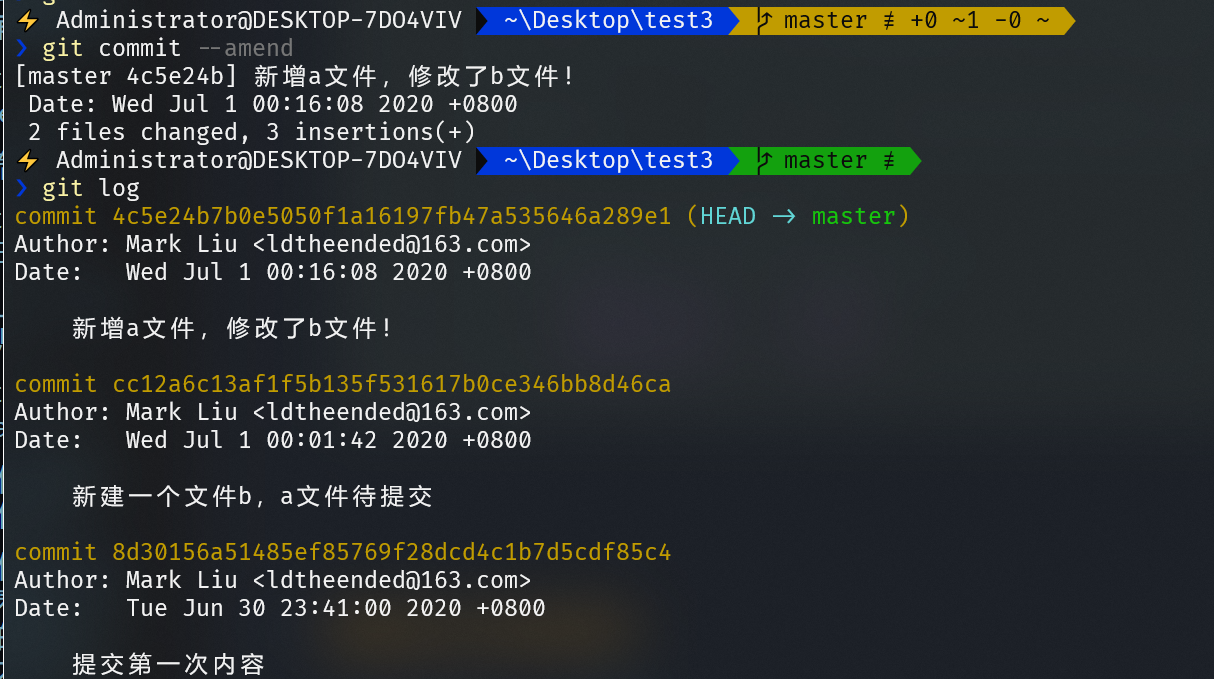 ⚡ Administrator@DESKTOP-7DO4VIV ~\Desktop\test3 master ≢ +0 ~1 -0 ~
❯ git commit --amend
[master 4c5e24b] 新增a文件，修改了b文件！
Date: Wed Jul 1 00:16:08 2020 +0800
2 files changed, 3 insertions(+)
⚡ Administrator@DESKTOP-7DO4VIV ~\Desktop\test3 master ≢
❯ git log
commit 4c5e24b7b0e5050f1a16197fb47a535646a289e1 (HEAD -> master)
Author: Mark Liu <ldtheended@163.com>
Date:   Wed Jul 1 00:16:08 2020 +0800
新增a文件，修改了b文件！
commit cc12a6c13af1f5b135f531617b0ce346bb8d46ca
Author: Mark Liu <ldtheended@163.com>
Date:   Wed Jul 1 00:01:42 2020 +0800
新建一个文件b，a文件待提交
commit 8d30156a51485ef85769f28dcd4c1b7d5cdf85c4
Author: Mark Liu <ldtheended@163.com>
Date:   Tue Jun 30 23:41:00 2020 +0800
提交第一次内容